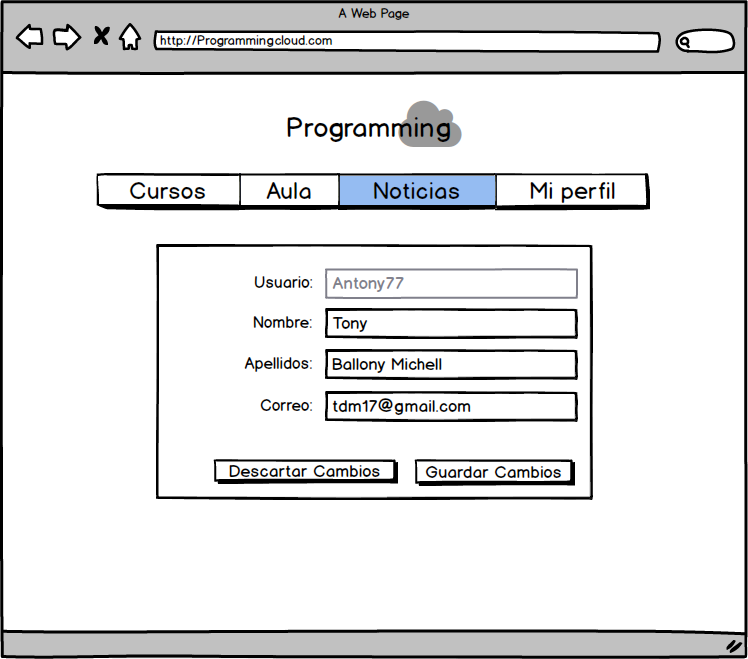 A Web Page
http://Programmingcloud.com
Programming
Cursos Aula Noticias Mi perfil
Usuario: Antony77
Nombre: Tony
Apellidos: Ballony Michell
Correo: tdm17@gmail.com
Descartar Cambios Guardar Cambios